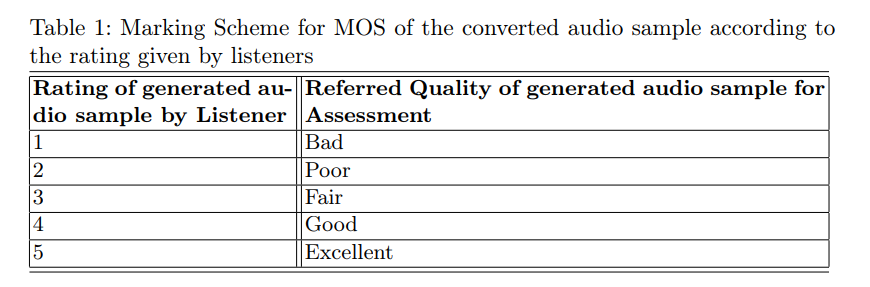 Table 1: Marking Scheme for MOS of the converted audio sample according to
the rating given by listeners
Rating of generated au- Referred Quality of generated audio sample for
dio sample by Listener Assessment
1 Bad
2 Poor
3 Fair
4 Good
5 Excellent